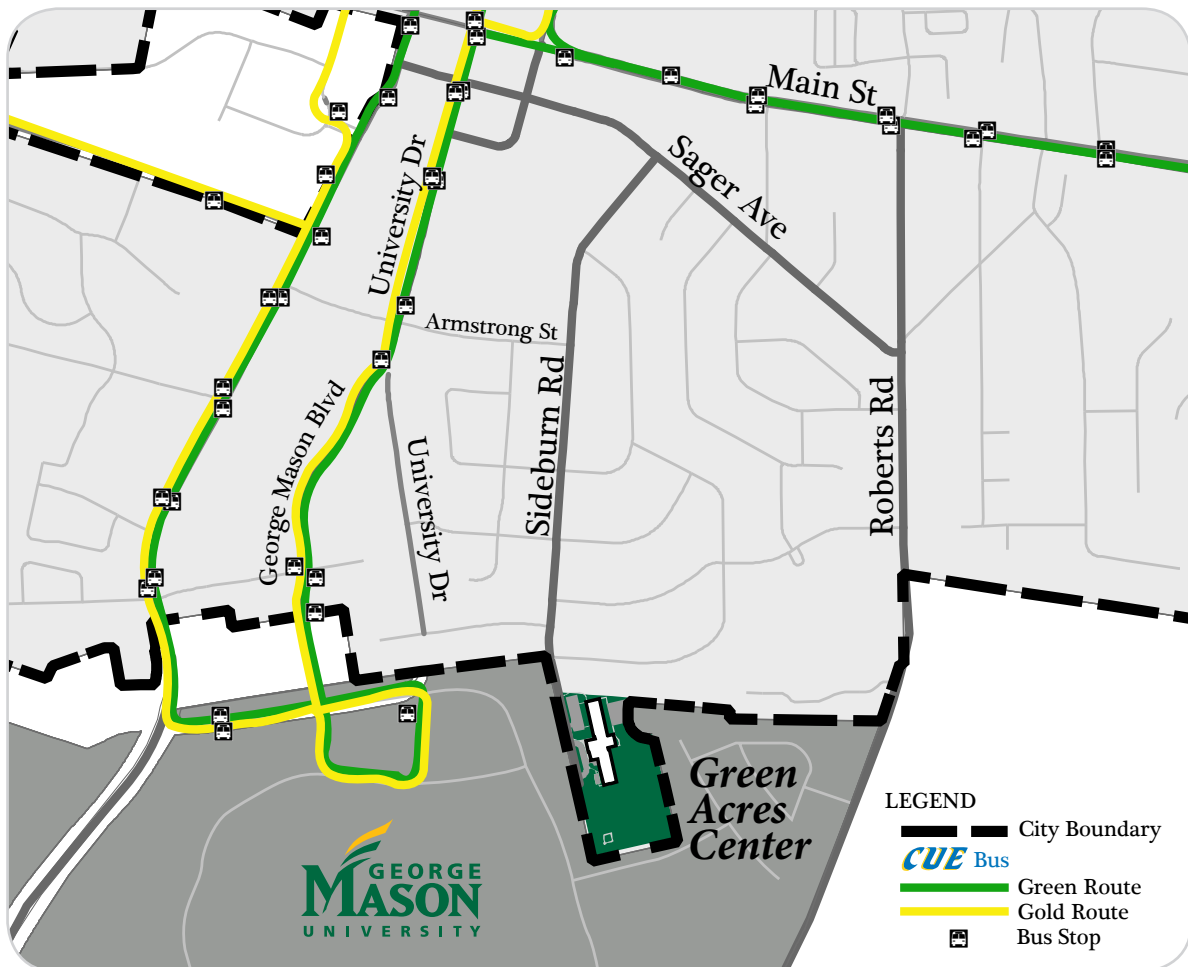 Main St
Sager Ave
University Dr
Armstrong St
George Mason Blvd
University Dr
Sideburn Rd
Roberts Rd
Green
Acres
Center
GEORGE
MASON
UNIVERSITY
LEGEND
City Boundary
CUE Bus
Green Route
Gold Route
Bus Stop